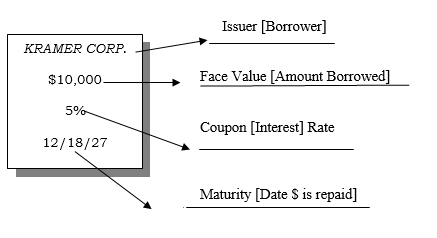 Issuer [Borrower]
KRAMER CORP.
$10,000
Face Value [Amount Borrowed]
5%
Coupon [Interest] Rate
12/18/27
Maturity [Date $ is repaid]